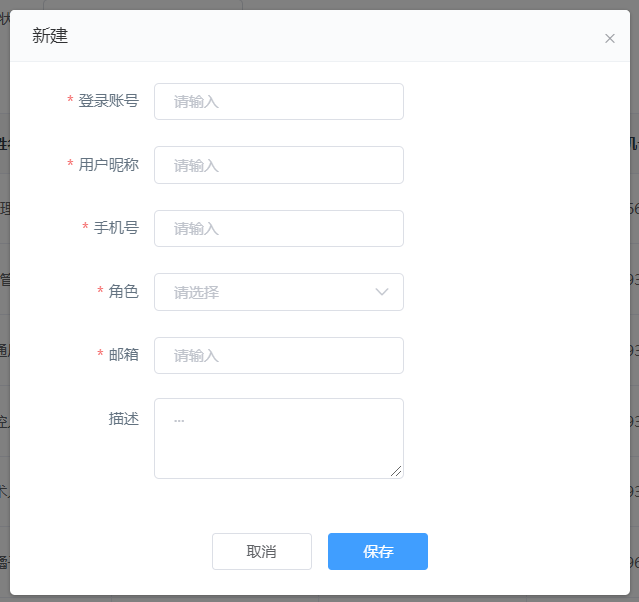 新建
×
* 登录账号 请输入
* 用户昵称 请输入
* 手机号 请输入
* 角色 请选择
* 邮箱 请输入
描述 ...
取消 保存